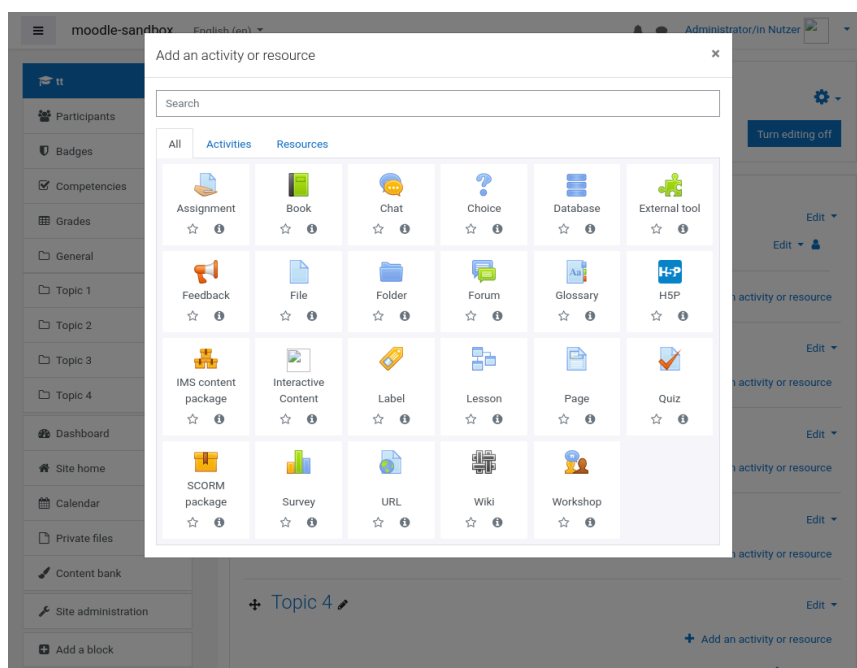 moodle-sandbox English (en) Administrator/in Nutzer
Add an activity or resource ×
Search
All Activities Resources
Assignment Book Chat Choice Database External tool
Feedback File Folder Forum Glossary H5P
IMS content package Interactive Content Label Lesson Page Quiz
SCORM package Survey URL Wiki Workshop
tt
Participants
Badges
Competencies
Grades
General
Topic 1
Topic 2
Topic 3
Topic 4
Dashboard
Site home
Calendar
Private files
Content bank
Site administration
Add a block
Turn editing off
Edit
Edit
activity or resource
Edit
activity or resource
Edit
activity or resource
Edit
activity or resource
Topic 4 Edit
Add an activity or resource